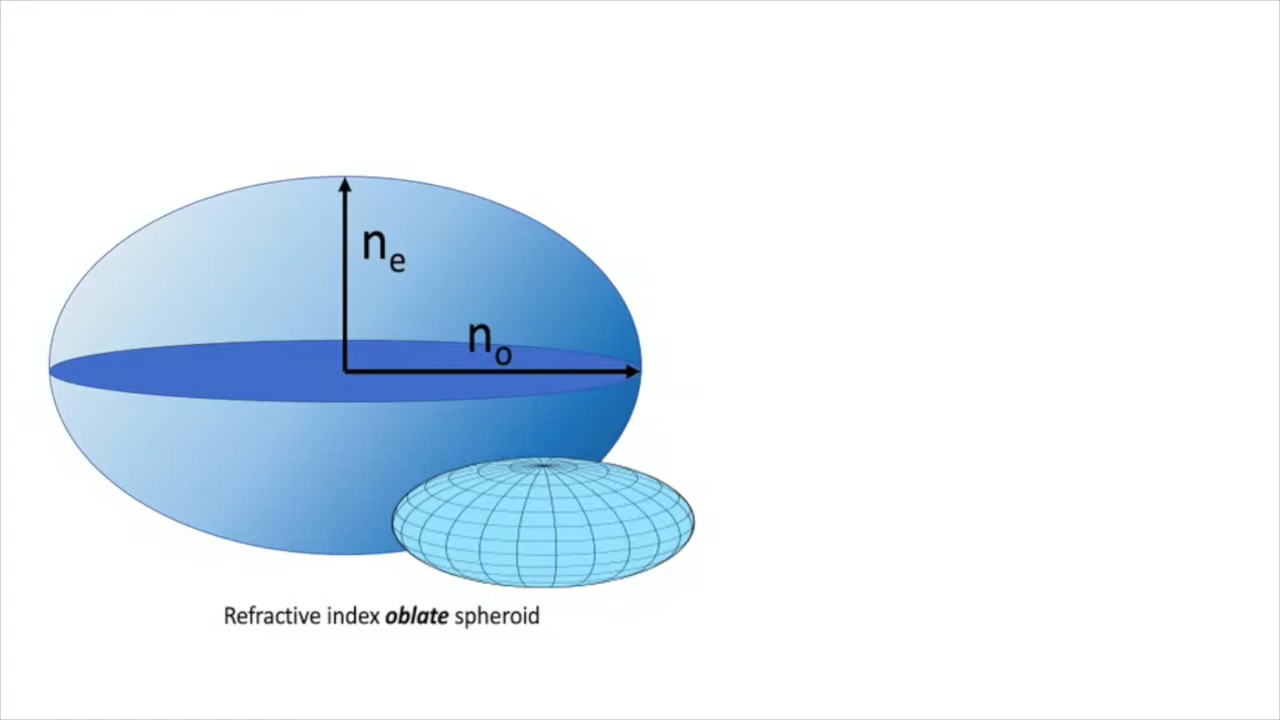 nₑ
nₒ
Refractive index oblate spheroid